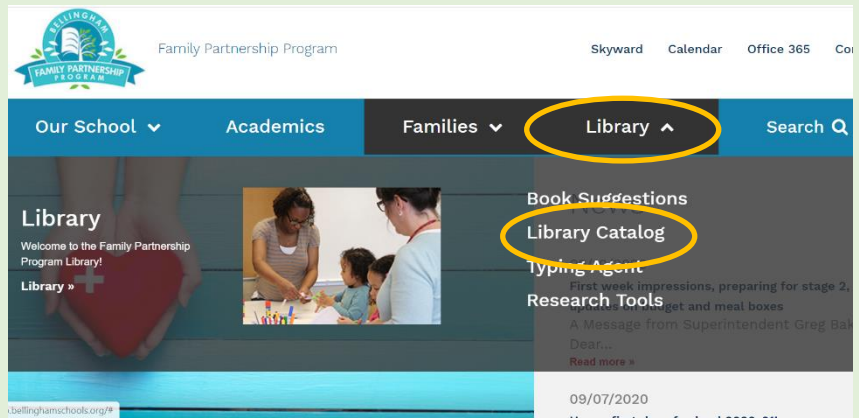 BELLINGHAM
FAMILY PARTNERSHIP
PROGRAM
Family Partnership Program
Skyward Calendar Office 365
Our School Academics Families Library Search
Library
Welcome to the Family Partnership
Program Library!
Library »
Book Suggestions
Library Catalog
Typing Agent
Research Tools
First week impressions, preparing for stage 2,
updates on budget and meal boxes
A Message from Superintendent Greg
Dear...
Read more »
09/07/2020
.bellinghamschools.org/#